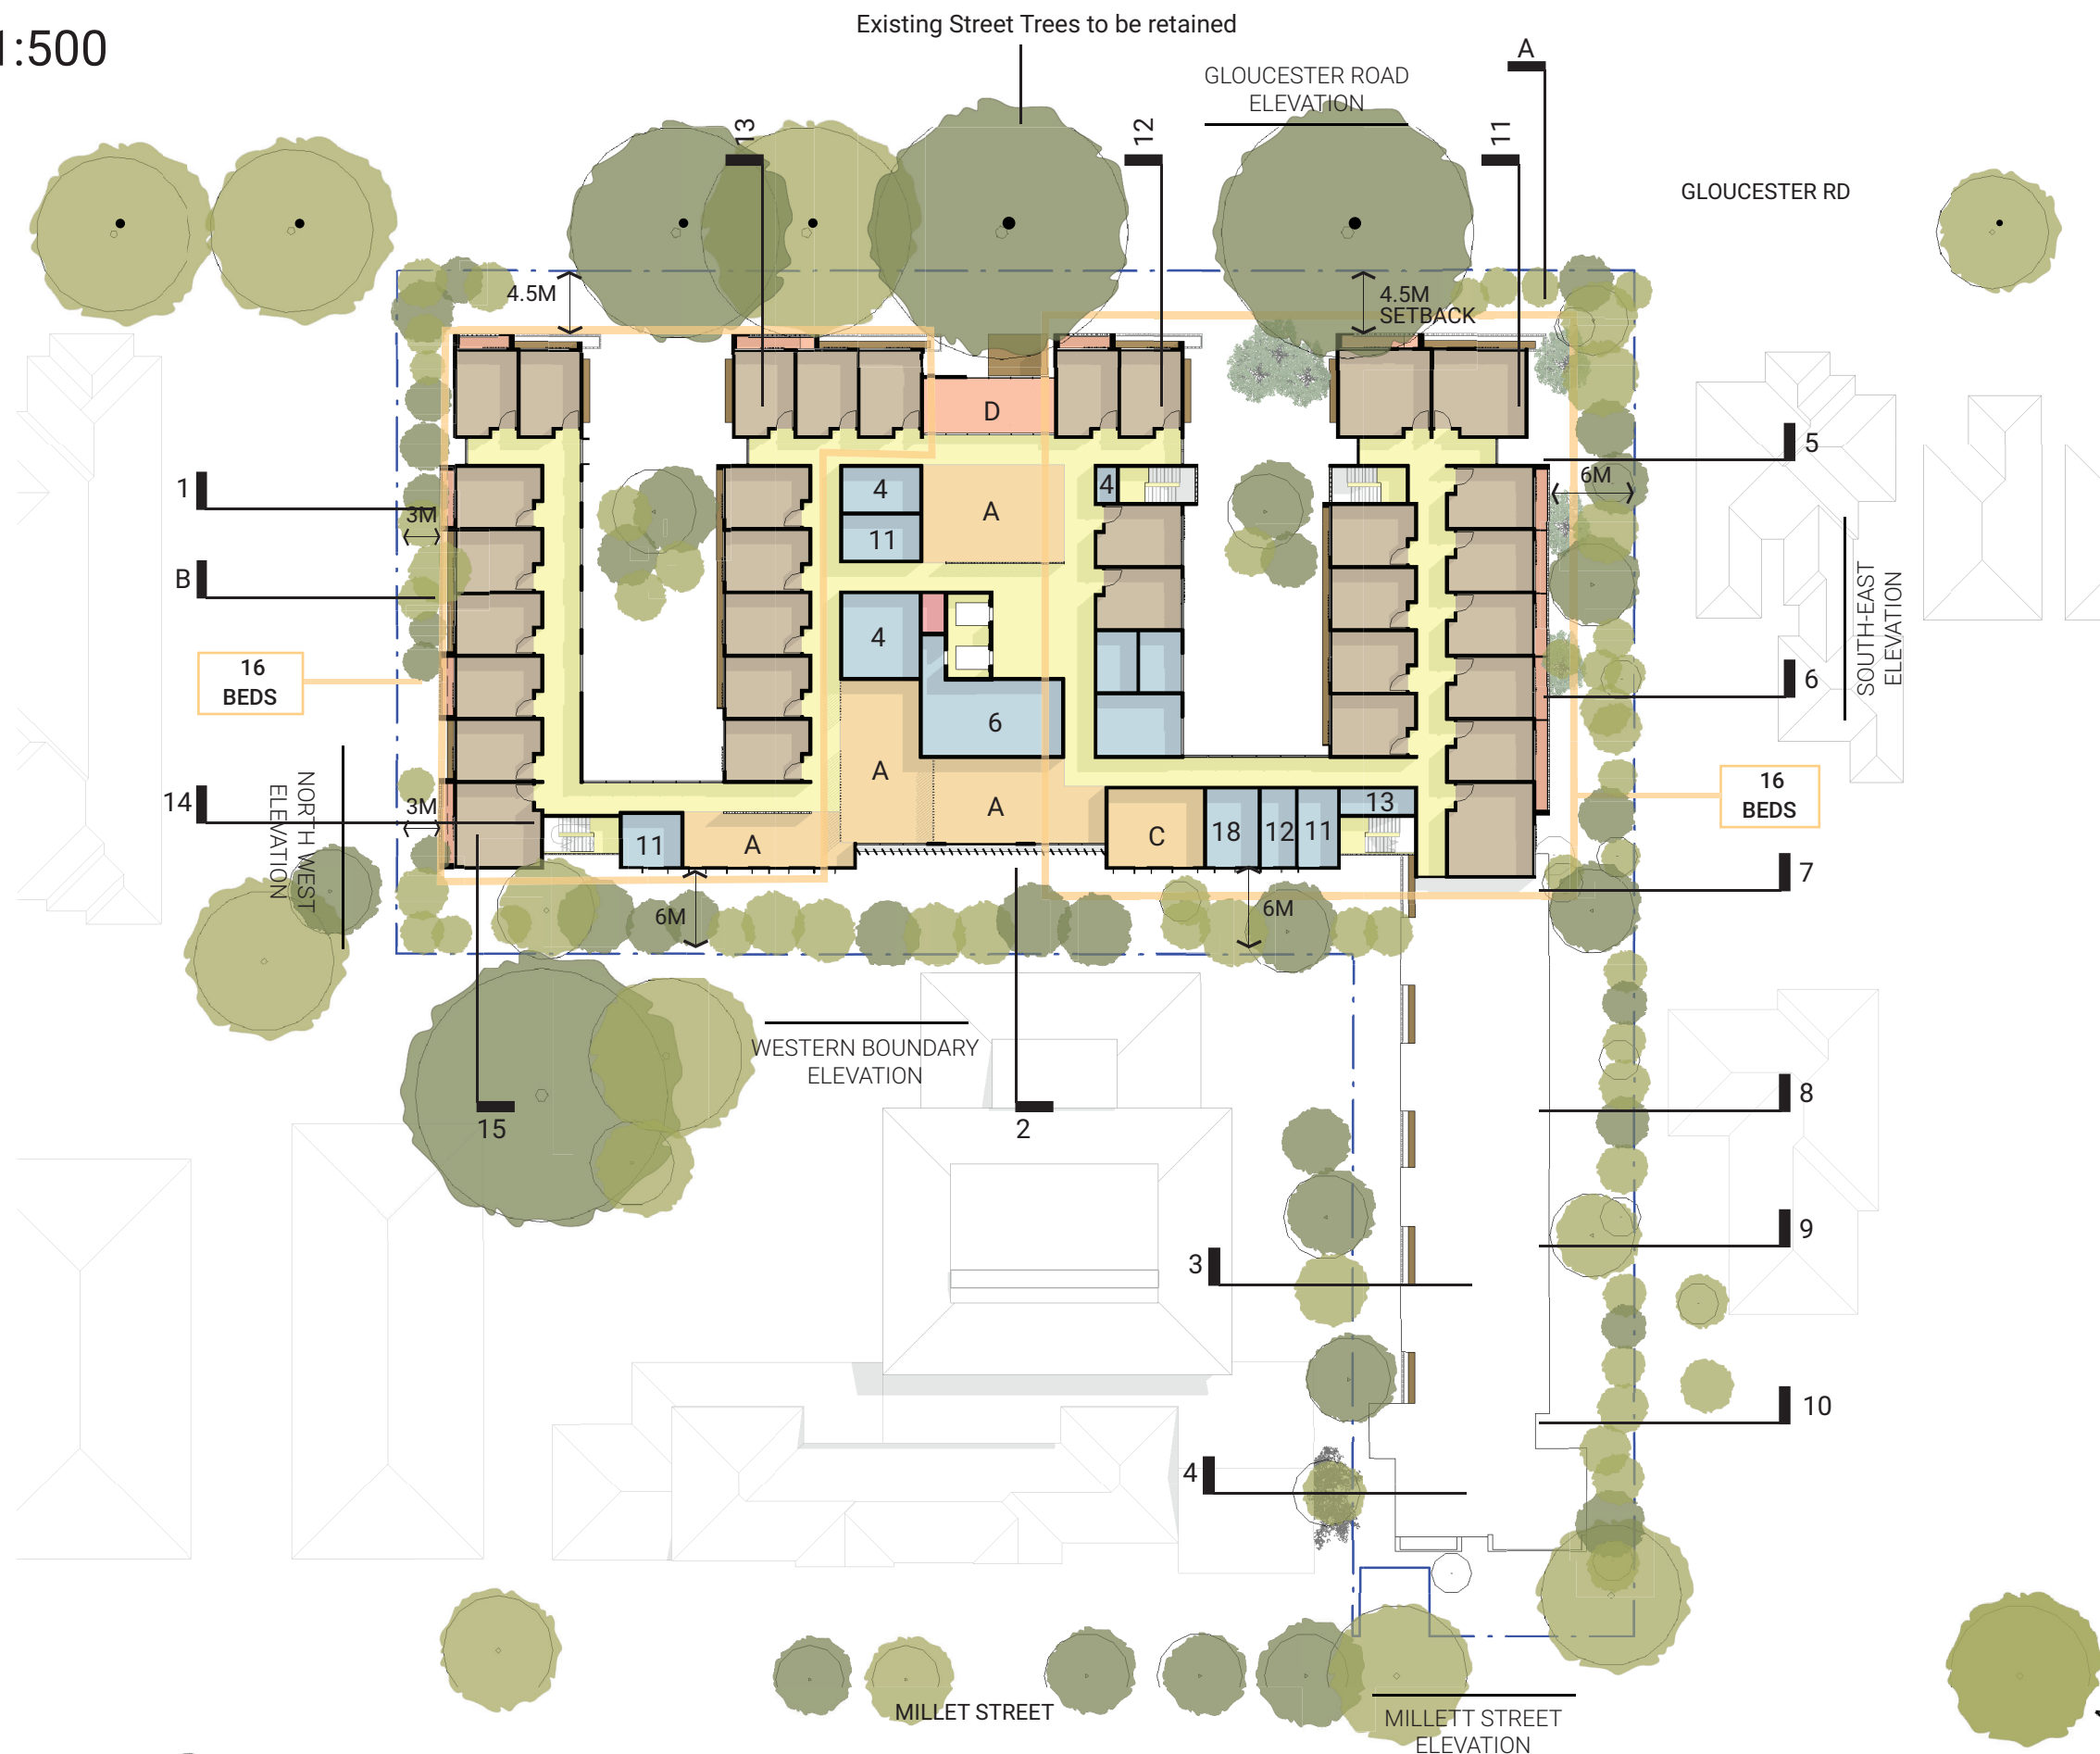 1:500
Existing Street Trees to be retained
A
GLOUCESTER ROAD
ELEVATION
13
12
11
GLOUCESTER RD
4.5M
4.5M
SETBACK
D
5
6M
1
3M
4
11
A
4
B
SOUTH-EAST
ELEVATION
4
16
BEDS
6
6
A
A
16
BEDS
NORTH WEST
ELEVATION
14
3M
11
A
C
18
12
11
13
7
6M
6M
WESTERN BOUNDARY
ELEVATION
15
2
8
9
3
10
4
MILLET STREET
MILLETT STREET
ELEVATION